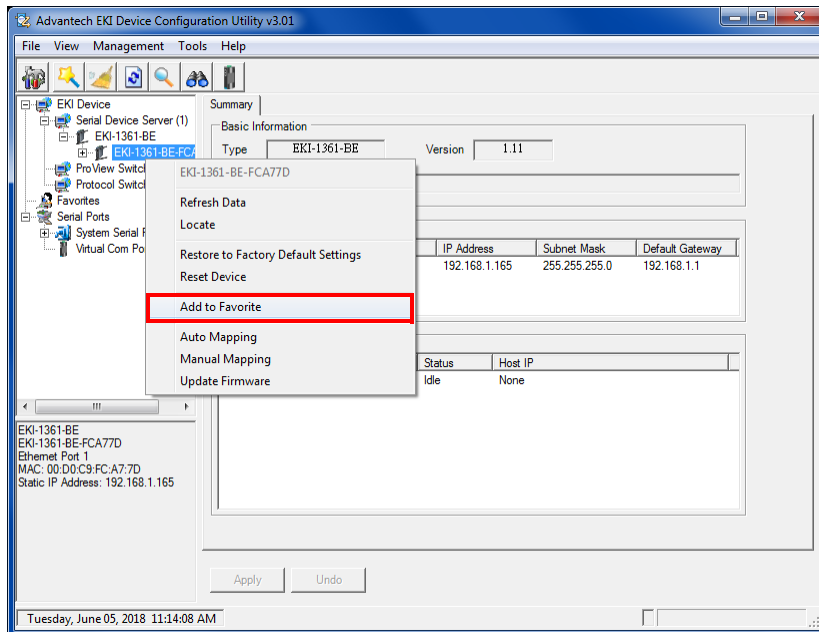 Advantech EKI Device Configuration Utility v3.01
File View Management Tools Help
EKI Device
Serial Device Server (1)
EKI-1361-BE
EKI-1361-BE-FCA
ProView Switc
Protocol Switc
Favorites
Serial Ports
System Serial
Virtual Com Po
EKI-1361-BE-FCA77D
Refresh Data
Locate
Restore to Factory Default Settings
Reset Device
Add to Favorite
Auto Mapping
Manual Mapping
Update Firmware
Summary
Basic Information
Type EKI-1361-BE Version 1.11
IP Address Subnet Mask Default Gateway
192.168.1.165 255.255.255.0 192.168.1.1
Status Host IP
Idle None
EKI-1361-BE
EKI-1361-BE-FCA77D
Ethernet Port 1
MAC: 00:D0:C9:FC:A7:7D
Static IP Address: 192.168.1.165
Apply Undo
Tuesday, June 05, 2018 11:14:08 AM